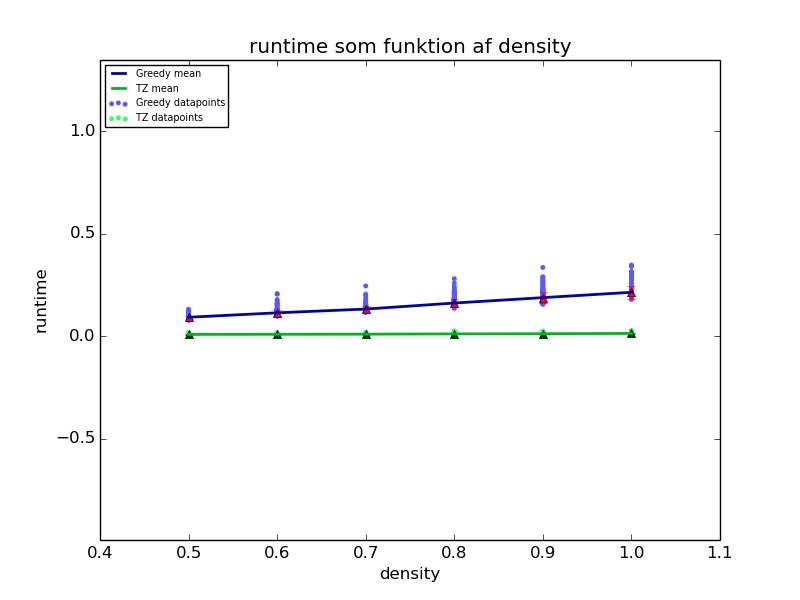 runtime som funktion af density
Greedy mean
TZ mean
Greedy datapoints
TZ datapoints
1.0
0.5
0.0
−0.5
runtime
0.4 0.5 0.6 0.7 0.8 0.9 1.0 1.1
density